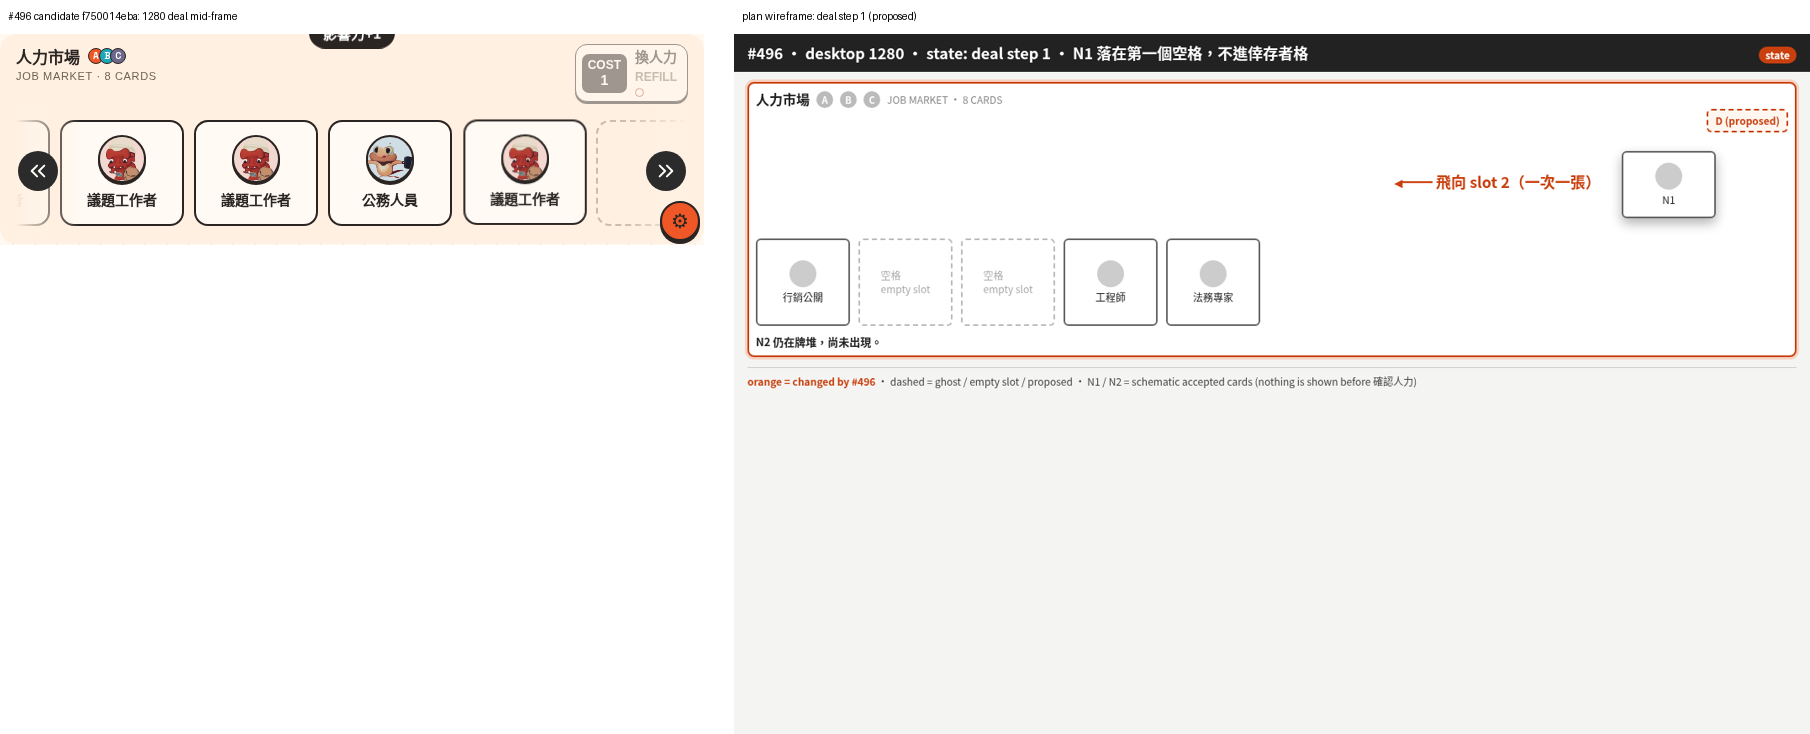 #496 candidate f750014eba: 1280 deal mid-frame
影響力+1
人力市場 A B C
JOB MARKET · 8 CARDS
COST
1
換人力
REFILL
議題工作者
議題工作者
公務人員
議題工作者
plan wireframe: deal step 1 (proposed)
#496 · desktop 1280 · state: deal step 1 · N1 落在第一個空格,不進倖存者格
state
人力市場 A B C JOB MARKET · 8 CARDS
D (proposed)
飛向 slot 2(一次一張)
N1
行銷公關
空格
empty slot
空格
empty slot
工程師
法務專家
N2 仍在牌堆,尚未出現。
orange = changed by #496 · dashed = ghost / empty slot / proposed · N1 / N2 = schematic accepted cards (nothing is shown before 確認人力)